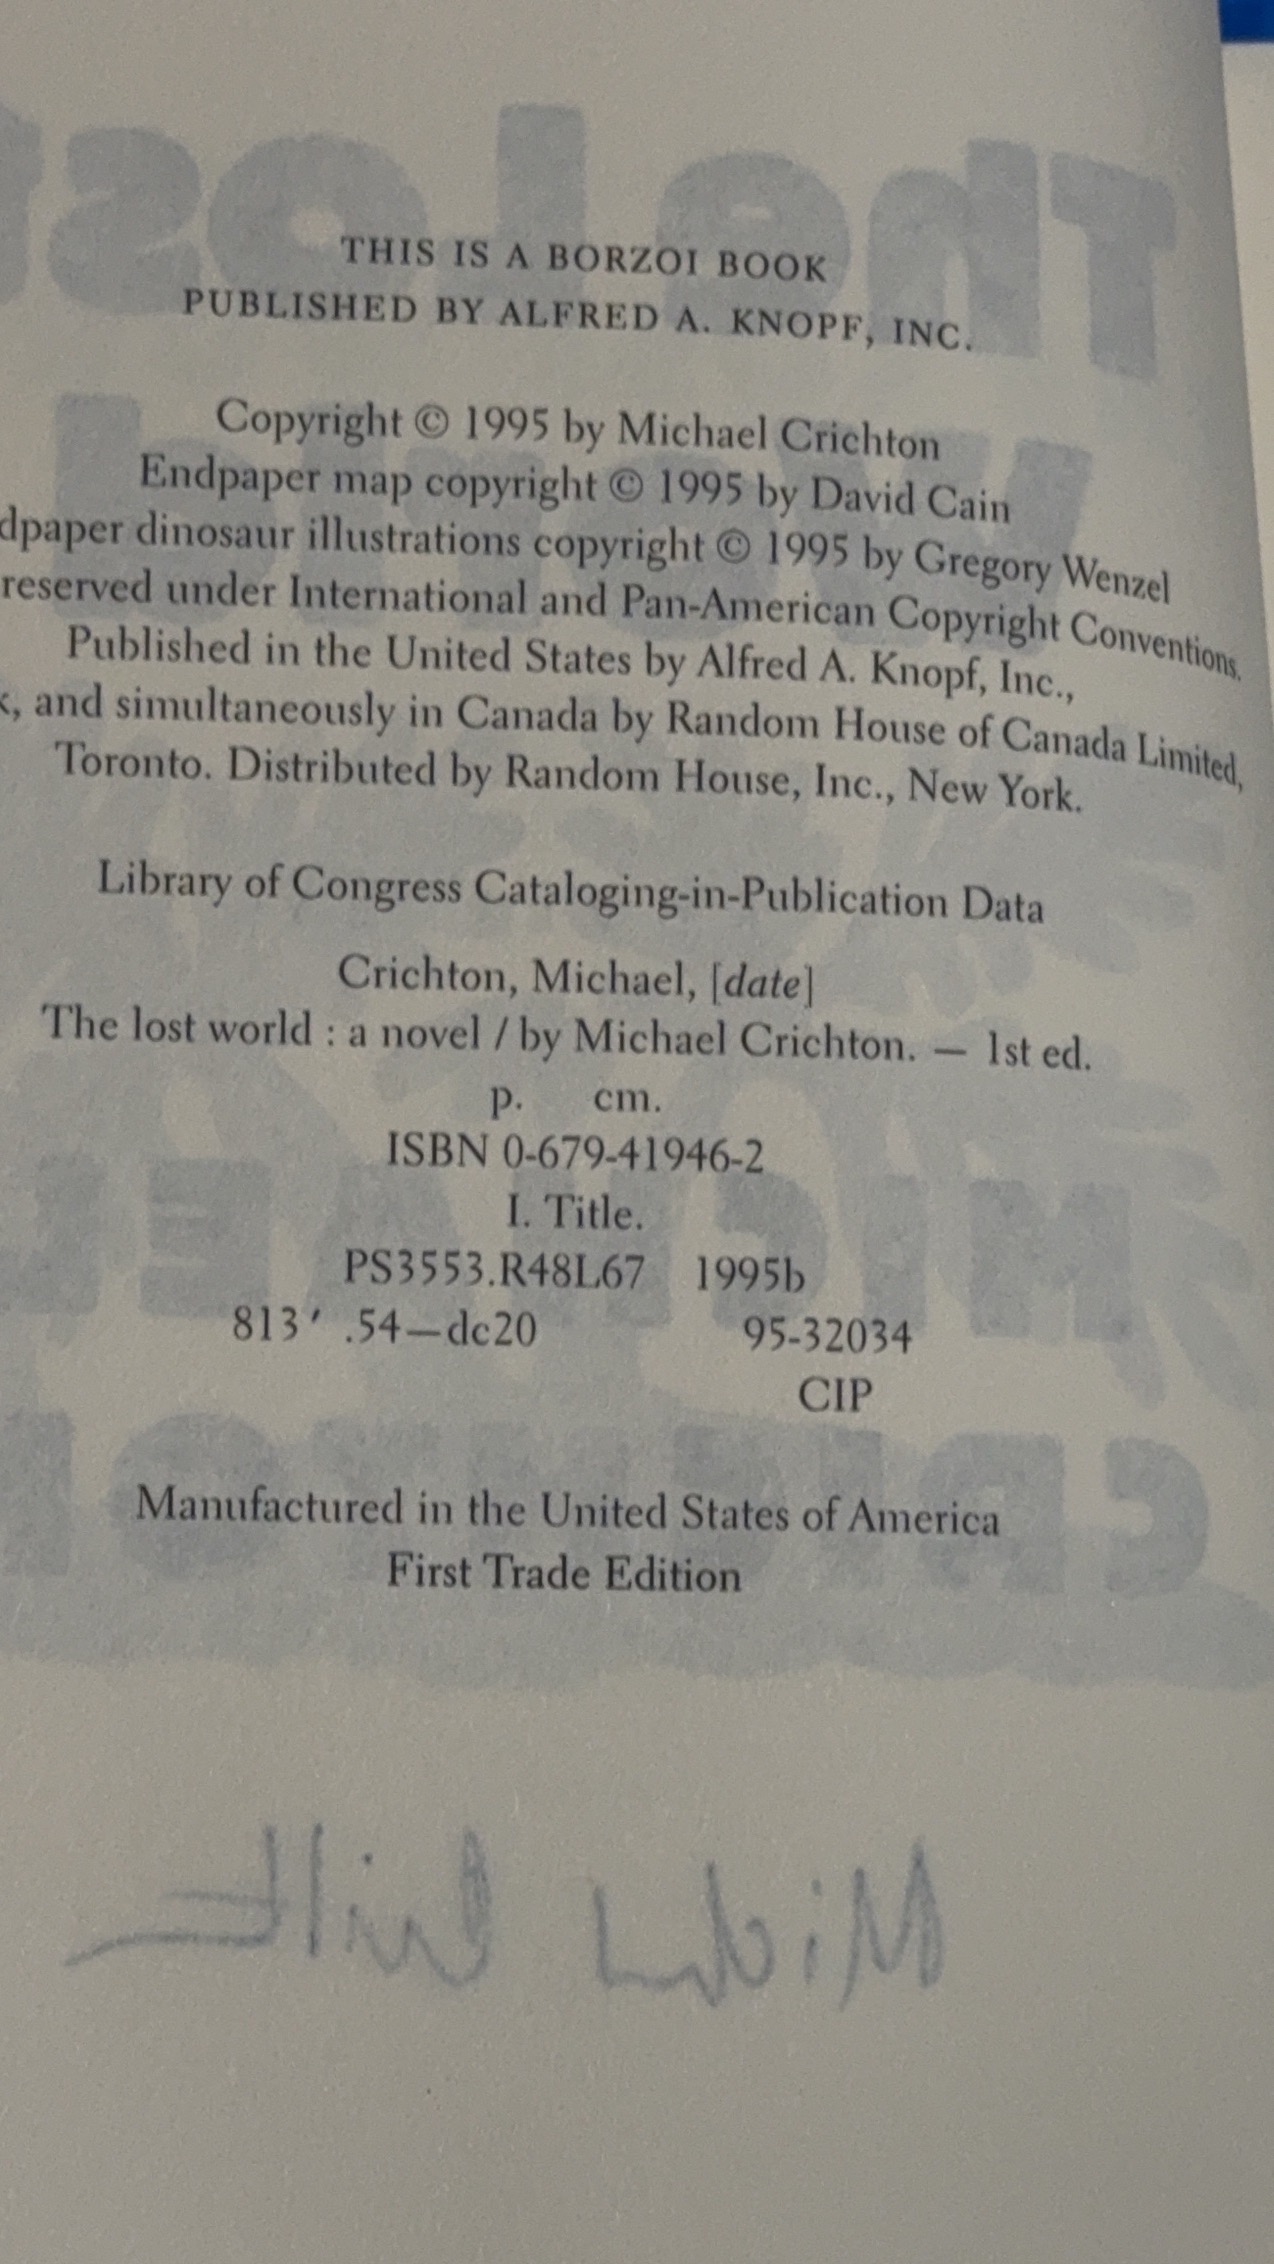 THIS IS A BORZOI BOOK
PUBLISHED BY ALFRED A. KNOPF, INC.
Copyright © 1995 by Michael Crichton
Endpaper map copyright © 1995 by David Cain
dpaper dinosaur illustrations copyright © 1995 by Gregory Wenzel
reserved under International and Pan-American Copyright Conventions.
Published in the United States by Alfred A. Knopf, Inc.,
, and simultaneously in Canada by Random House of Canada Limited,
Toronto. Distributed by Random House, Inc., New York.
Library of Congress Cataloging-in-Publication Data
Crichton, Michael, [date]
The lost world : a novel / by Michael Crichton. — 1st ed.
p. cm.
ISBN 0-679-41946-2
I. Title.
PS3553.R48L67 1995b
813′ .54—dc20 95-32034
CIP
Manufactured in the United States of America
First Trade Edition